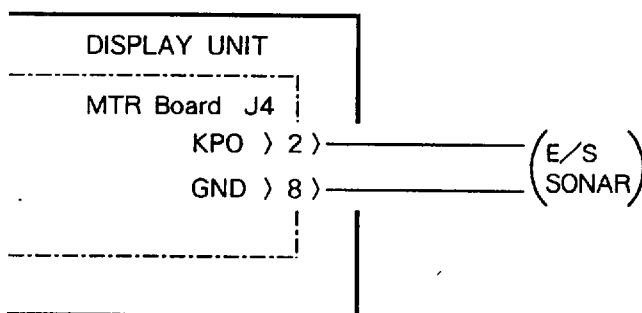 DISPLAY UNIT
MTR Board J4
KPO 〉 2 〉
GND 〉 8 〉
(E/S
SONAR)